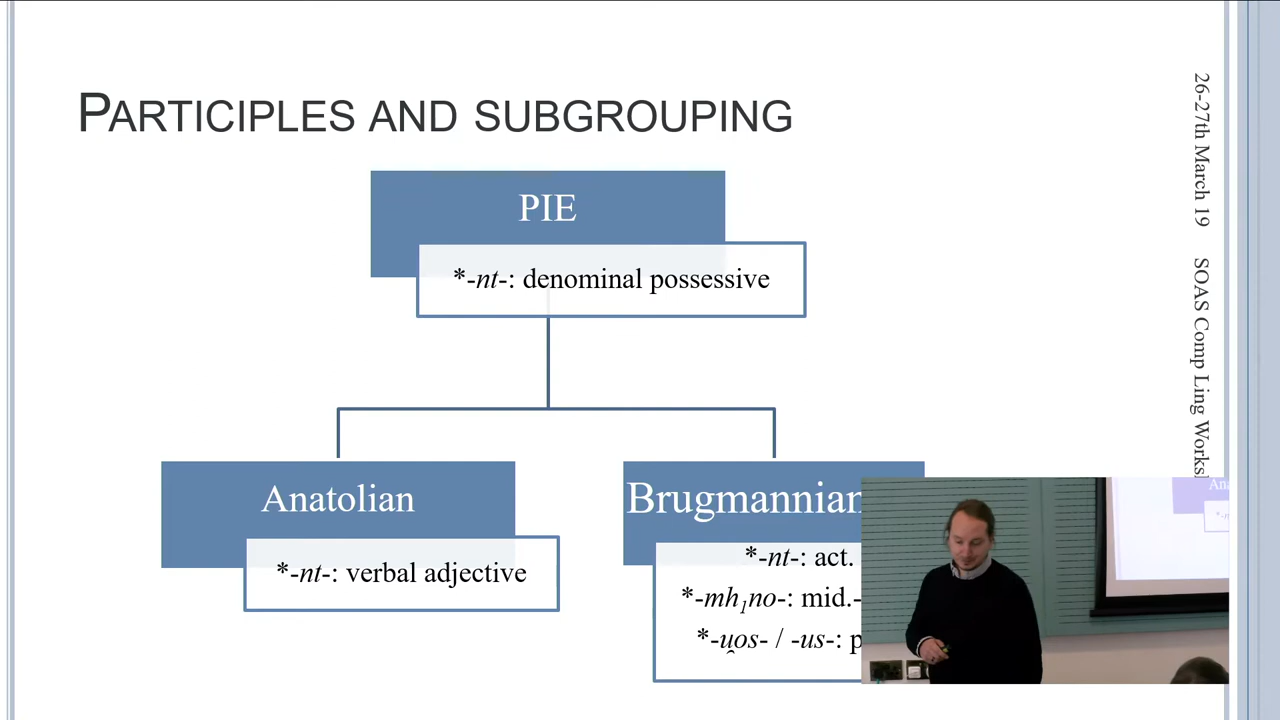 PARTICIPLES AND SUBGROUPING
26-27th March 19 SOAS Comp Ling
PIE
*-nt-: denominal possessive
Anatolian
*-nt-: verbal adjective
Brugmannian
*-nt-: act.
*-mh₁no-: mid.-
*-u̯os- / -us-: